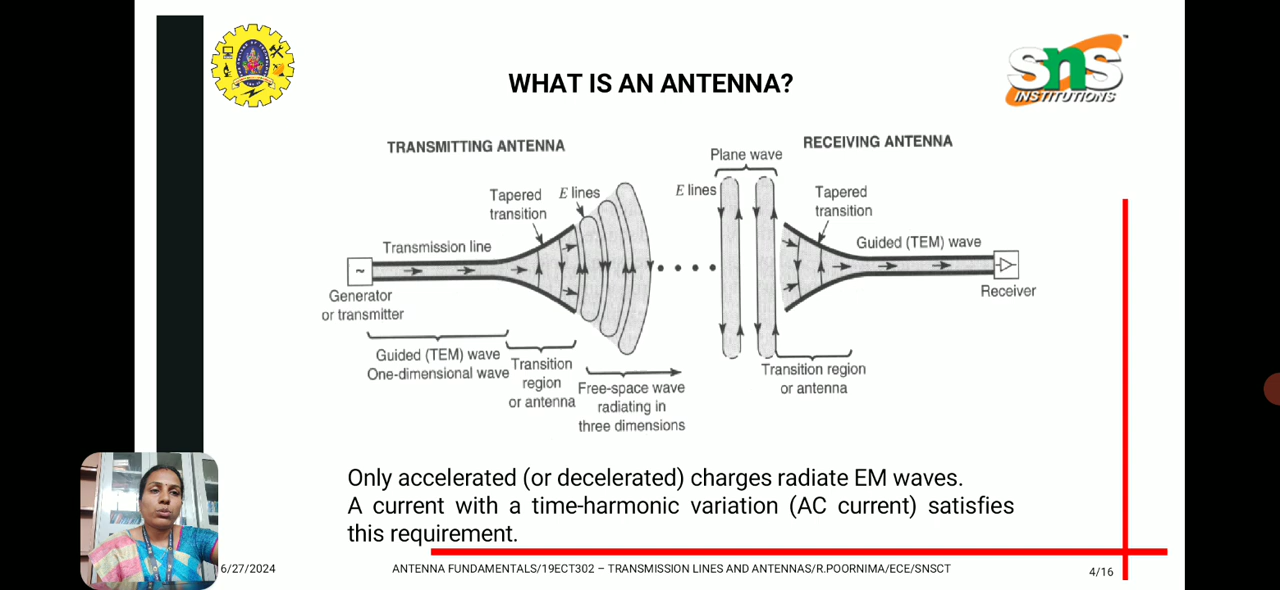 SNS
INSTITUTIONS
™
WHAT IS AN ANTENNA?
TRANSMITTING ANTENNA
RECEIVING ANTENNA
Plane wave
Tapered
transition
E lines
E lines
Tapered
transition
Transmission line
Guided (TEM) wave
~
Generator
or transmitter
Receiver
Guided (TEM) wave
One-dimensional wave
Transition
region
or antenna
Free-space wave
radiating in
three dimensions
Transition region
or antenna
Only accelerated (or decelerated) charges radiate EM waves.
A current with a time-harmonic variation (AC current) satisfies
this requirement.
6/27/2024
ANTENNA FUNDAMENTALS/19ECT302 – TRANSMISSION LINES AND ANTENNAS/R.POORNIMA/ECE/SNSCT
4/16